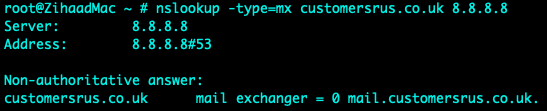 root@ZihaadMac ~ # nslookup -type=mx customersrus.co.uk 8.8.8.8
Server: 8.8.8.8
Address: 8.8.8.8#53
Non-authoritative answer:
customersrus.co.uk mail exchanger = 0 mail.customersrus.co.uk.